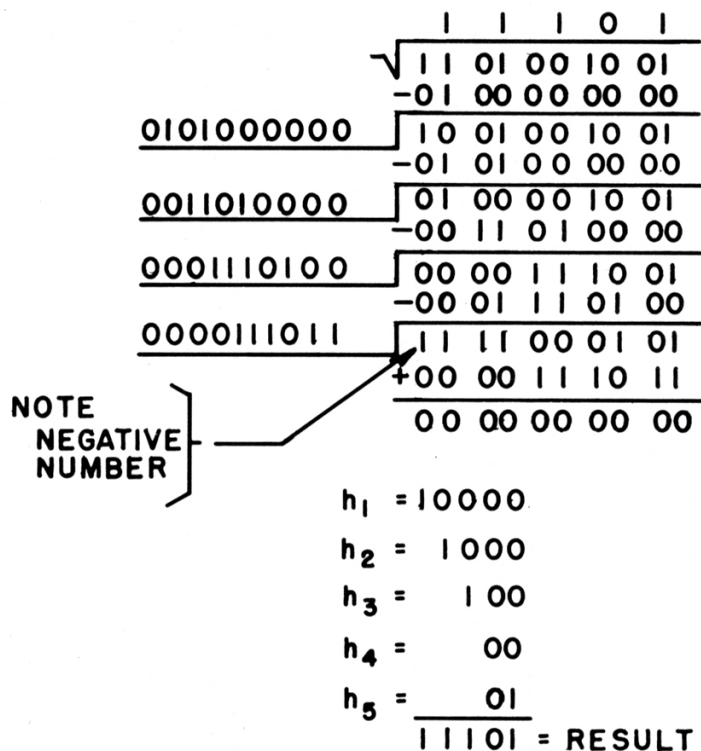 1 1 1 0 1
√ 11 01 00 10 01
-01 00 00 00 00
0101000000 10 01 00 10 01
-01 01 00 00 00
0011010000 01 00 00 10 01
-00 11 01 00 00
0001110100 00 00 11 10 01
-00 01 11 01 00
0000111011 11 11 00 01 01
+00 00 11 10 11
00 00 00 00 00
NOTE
NEGATIVE
NUMBER
h1 = 10000
h2 = 1000
h3 = 100
h4 = 00
h5 = 01
11101 = RESULT